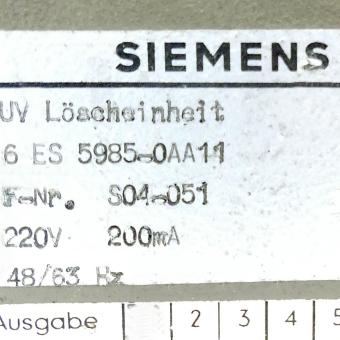 SIEMENS
UV Löscheinheit
6 ES 5985-0AA11
F-Nr. S04-051
220V 200mA
48/63 Hz
Ausgabe 2 3 4 5